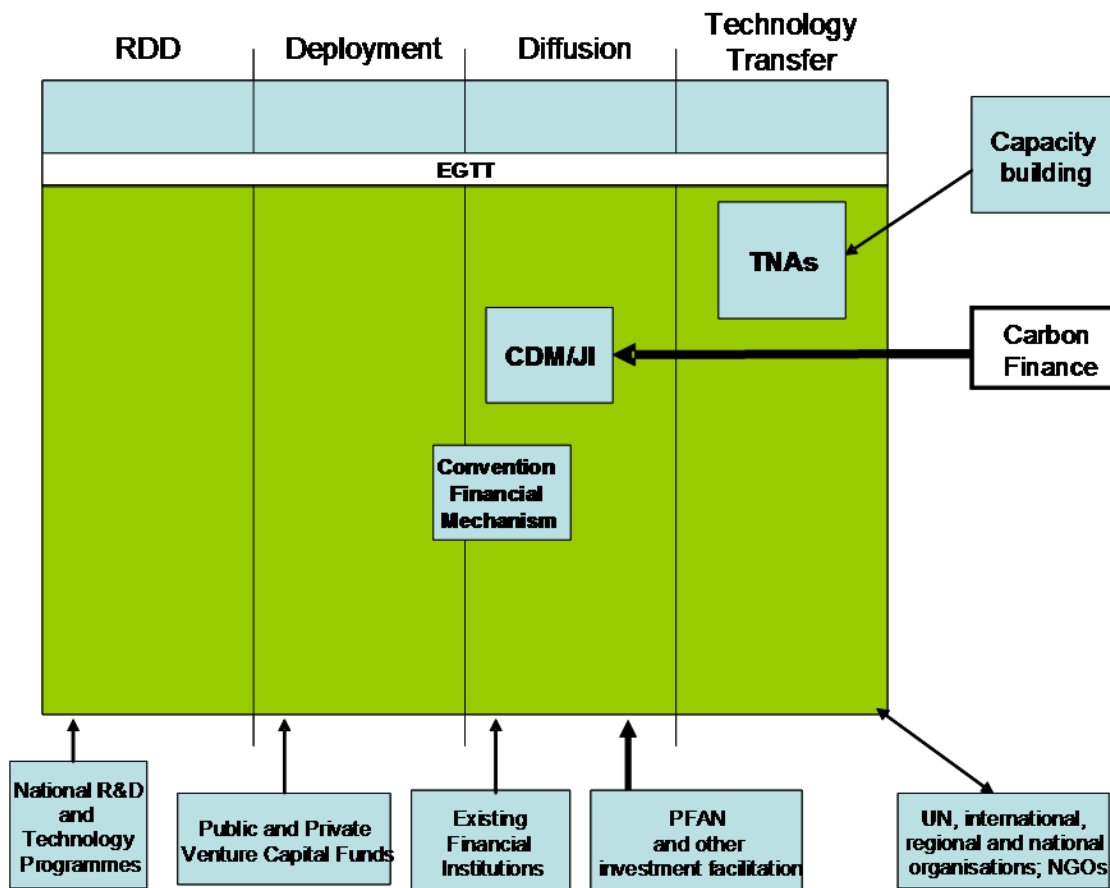 RDD
Deployment
Diffusion
Technology
Transfer
EGTT
Capacity
building
TNAs
CDM/JI
Carbon
Finance
Convention
Financial
Mechanism
National R&D
and
Technology
Programmes
Public and Private
Venture Capital Funds
Existing
Financial
Institutions
PFAN
and other
investment facilitation
UN, international,
regional and national
organisations; NGOs